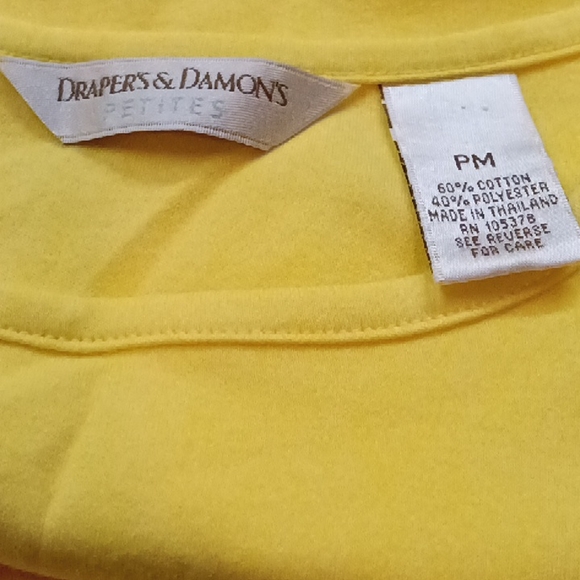 DRAPER'S & DAMON'S
PETITES
PM
60% COTTON
40% POLYESTER
MADE IN THAILAND
RN 105378
SEE REVERSE
FOR CARE